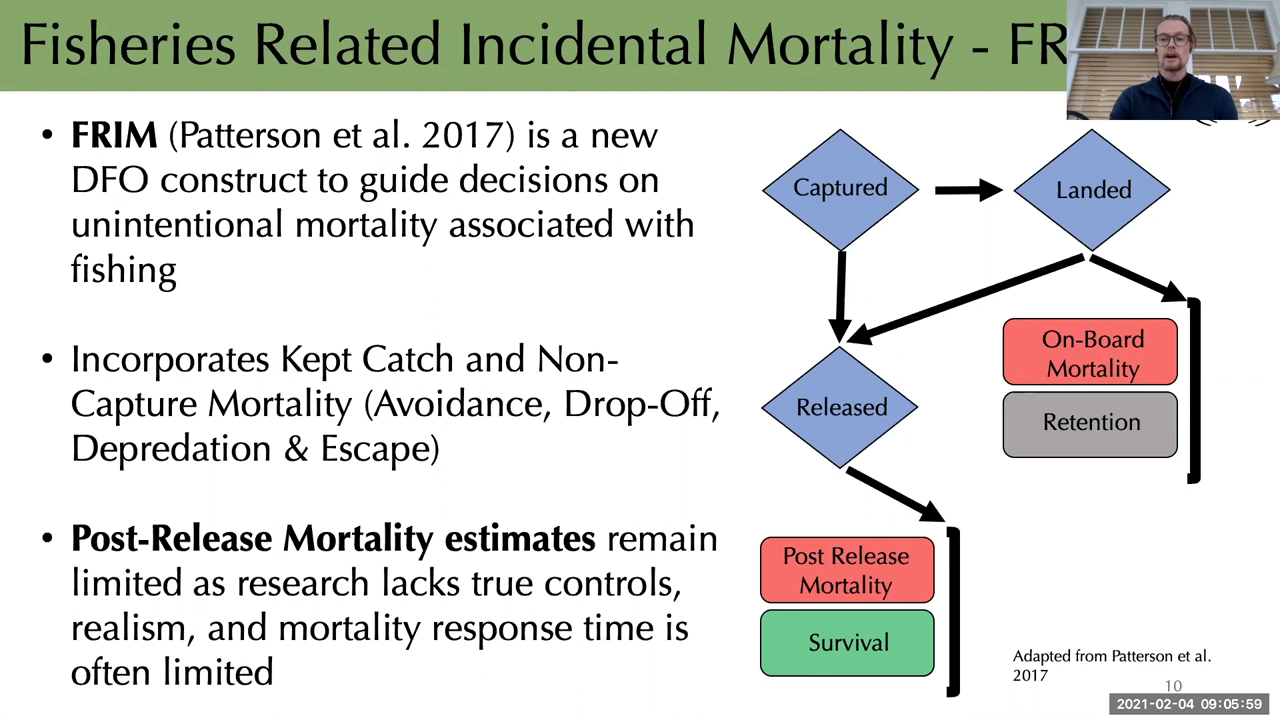 Fisheries Related Incidental Mortality - FR
• FRIM (Patterson et al. 2017) is a new
DFO construct to guide decisions on
unintentional mortality associated with
fishing
• Incorporates Kept Catch and Non-
Capture Mortality (Avoidance, Drop-Off,
Depredation & Escape)
• Post-Release Mortality estimates remain
limited as research lacks true controls,
realism, and mortality response time is
often limited
Captured
Landed
On-Board
Mortality
Retention
Released
Post Release
Mortality
Survival
Adapted from Patterson et al.
2017
10
2021-02-04 09:05:59